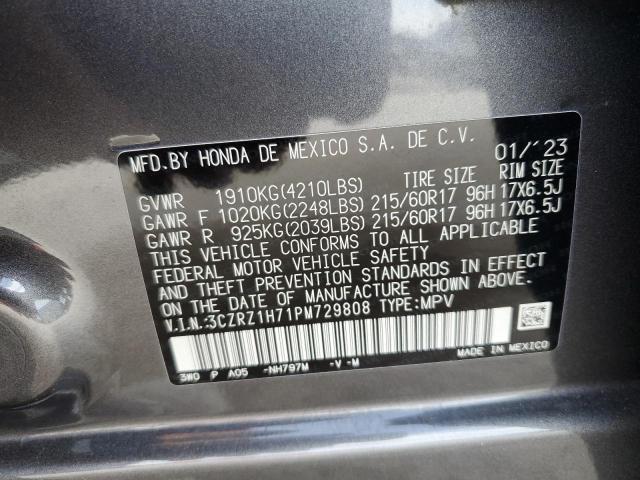 MFD.BY HONDA DE MEXICO S.A. DE C.V. 01/'23
GVWR 1910KG(4210LBS) TIRE SIZE RIM SIZE
GAWR F 1020KG(2248LBS) 215/60R17 96H 17X6.5J
GAWR R 925KG(2039LBS) 215/60R17 96H 17X6.5J
THIS VEHICLE CONFORMS TO ALL APPLICABLE
FEDERAL MOTOR VEHICLE SAFETY
AND THEFT PREVENTION STANDARDS IN EFFECT
ON THE DATE OF MANUFACTURE SHOWN ABOVE.
V.I.N.:3CZRZ1H71PM729808 TYPE:MPV
3W0 P A05 -NH797M -V -M MADE IN MEXICO